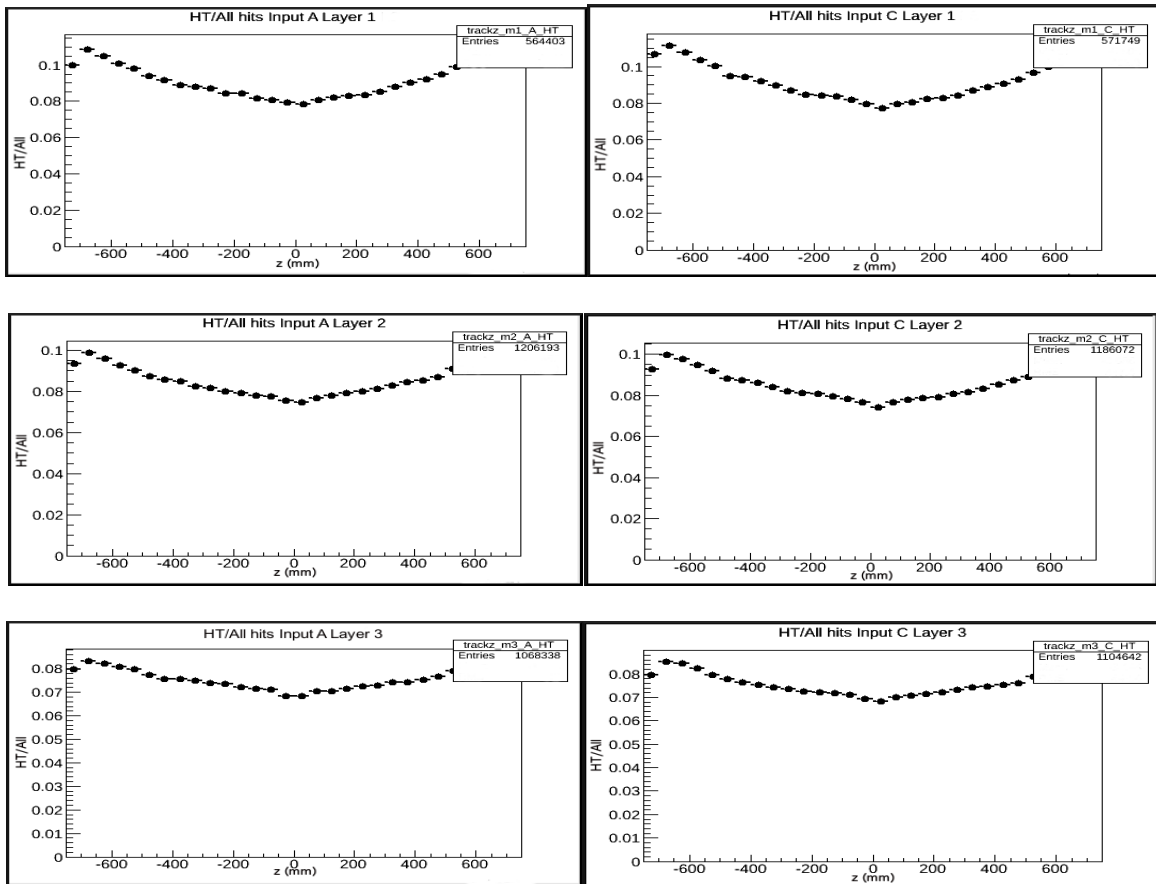 HT/All hits Input A Layer 1
trackz_m1_A_HT
Entries 564403
0.1
0.08
0.06
0.04
0.02
0
HT/All
-600 -400 -200 0 200 400 600
z (mm)
HT/All hits Input C Layer 1
trackz_m1_C_HT
Entries 571749
0.1
0.08
0.06
0.04
0.02
0
HT/All
-600 -400 -200 0 200 400 600
z (mm)
HT/All hits Input A Layer 2
trackz_m2_A_HT
Entries 1206193
0.1
0.08
0.06
0.04
0.02
0
HT/All
-600 -400 -200 0 200 400 600
z (mm)
HT/All hits Input C Layer 2
trackz_m2_C_HT
Entries 1186072
0.1
0.08
0.06
0.04
0.02
0
HT/All
-600 -400 -200 0 200 400 600
z (mm)
HT/All hits Input A Layer 3
trackz_m3_A_HT
Entries 1068338
0.08
0.07
0.06
0.05
0.04
0.03
0.02
0.01
0
HT/All
-600 -400 -200 0 200 400 600
z (mm)
HT/All hits Input C Layer 3
trackz_m3_C_HT
Entries 1104642
0.08
0.07
0.06
0.05
0.04
0.03
0.02
0.01
0
HT/All
-600 -400 -200 0 200 400 600
z (mm)